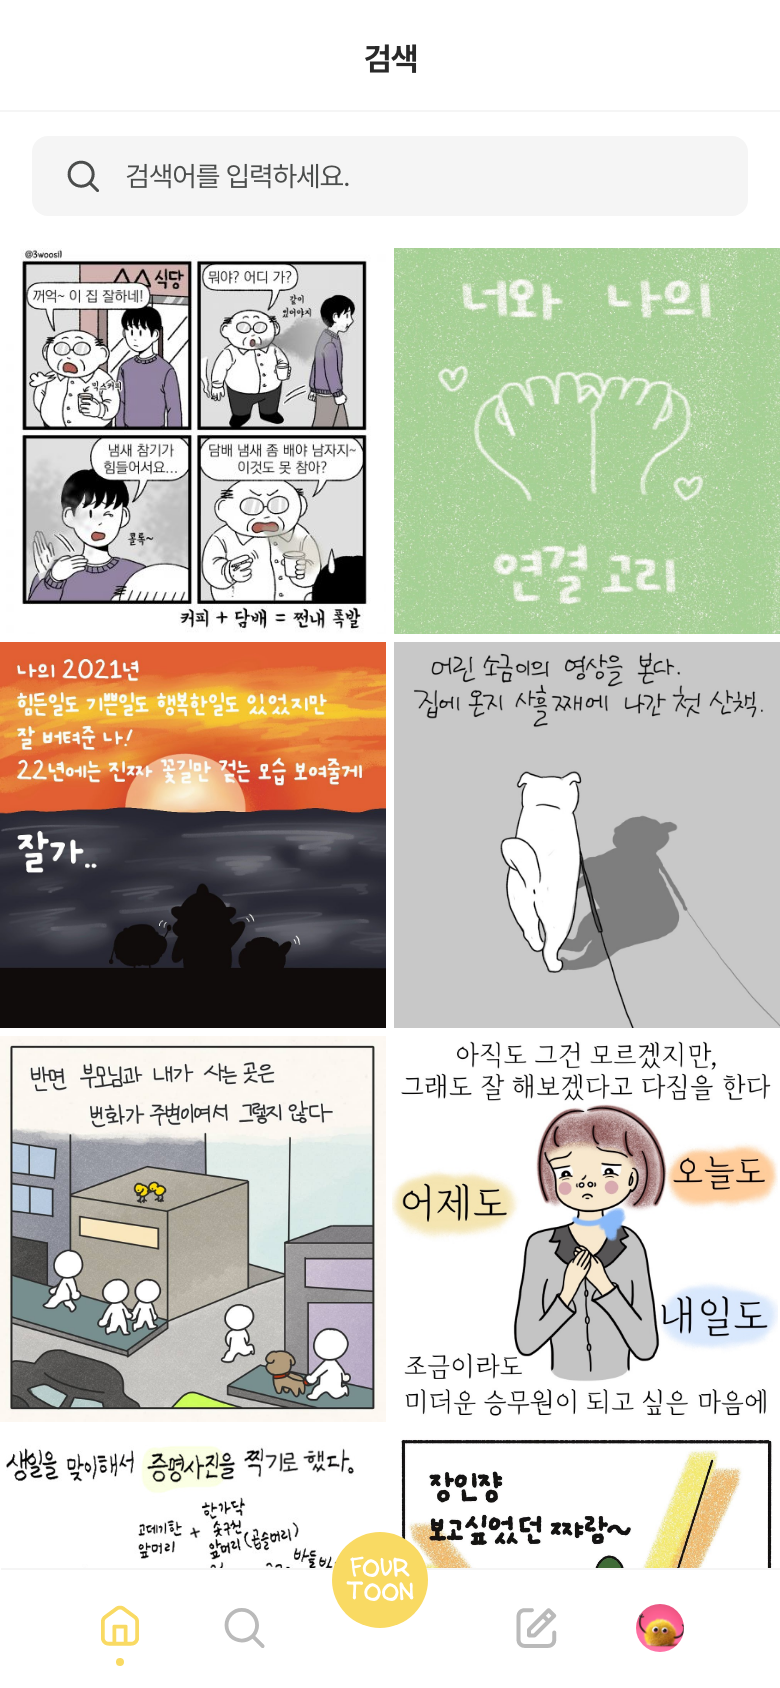 검색
검색어를 입력하세요.
@3woosil
△△식당
꺼억~ 이 집 잘하네!
믹스커피
뭐야? 어디 가?
같이
있어야지
냄새 참기가
힘들어서요...
콜록~
담배 냄새 좀 배야 남자지~
이것도 못 참아?
커피 + 담배 = 쩐내 폭발
너와 나의
연결 고리
나의 2021년
힘든일도 기쁜일도 행복한일도 있었지만
잘 버텨준 나!
22년에는 진짜 꽃길만 걷는 모습 보여줄게
잘가..
어린 소금이의 영상을 본다.
집에 온지 사흘 째에 나간 첫 산책.
반면 부모님과 내가 사는 곳은
번화가 주변이여서 그렇지 않다
아직도 그건 모르겠지만,
그래도 잘 해보겠다고 다짐을 한다
어제도
오늘도
내일도
조금이라도
미더운 승무원이 되고 싶은 마음에
생일을 맞이해서 증명사진을 찍기로 했다.
고데기한
앞머리
+
한가닥
솟구친
앞머리 (곱슬머리)
장인쟝
보고싶었던 쨔람~
FOUR
TOON